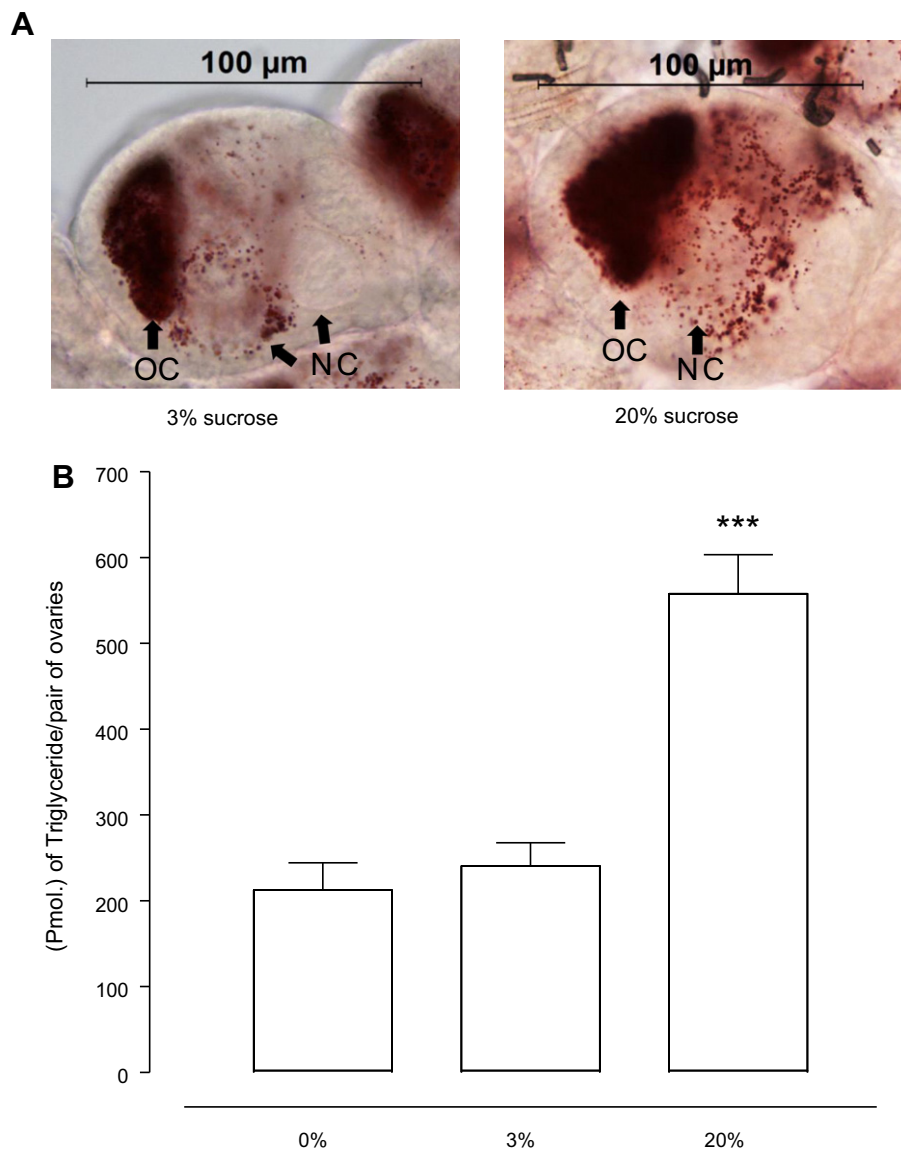 A
100 µm
100 µm
OC
NC
OC
NC
3% sucrose
20% sucrose
B
(Pmol.) of Triglyceride/pair of ovaries
700
600
500
400
300
200
100
0
***
0%
3%
20%